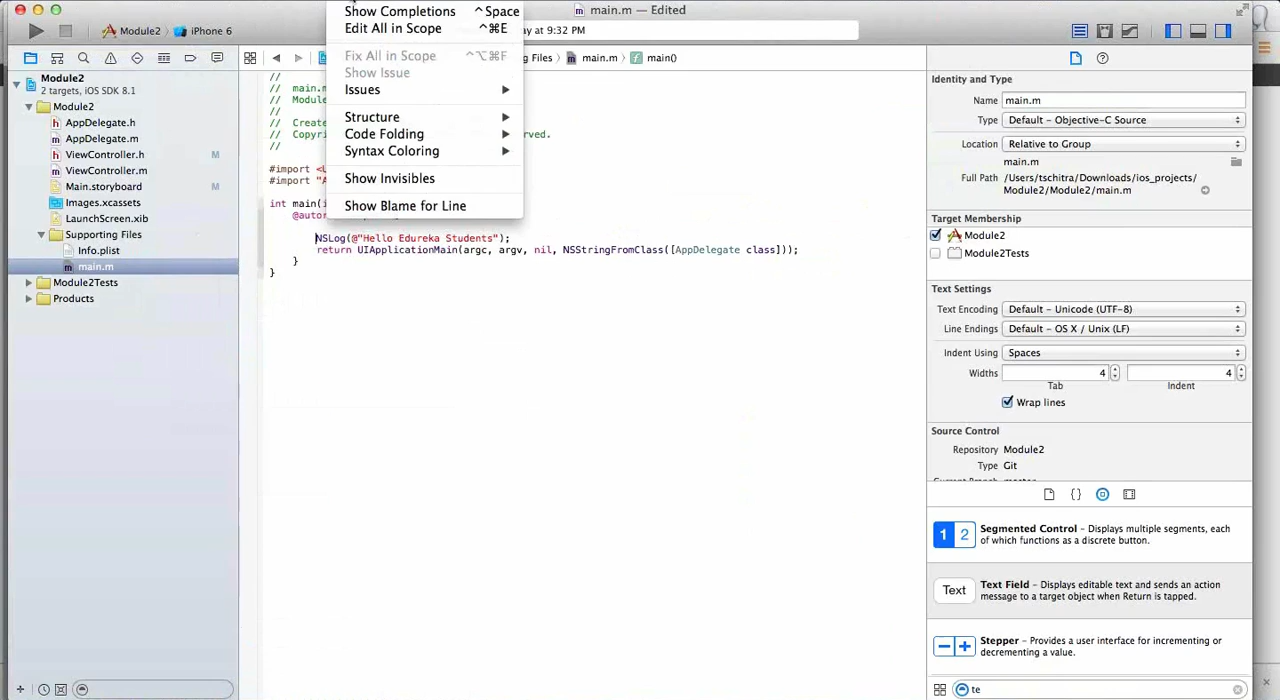 Show Completions ^Space
main.m — Edited
Edit All in Scope ^⌘E
Module2 › iPhone 6
ay at 9:32 PM
Fix All in Scope ^⌥⌘F
Files › main.m › main()
Show Issue
Issues
Structure
Code Folding
Syntax Coloring
Show Invisibles
Show Blame for Line
Module2
2 targets, iOS SDK 8.1
Module2
AppDelegate.h
AppDelegate.m
ViewController.h M
ViewController.m
Main.storyboard M
Images.xcassets
LaunchScreen.xib
Supporting Files
Info.plist
main.m
Module2Tests
Products
//
// main.m
// Module
//
// Create
// Copyri rved.
//
#import <U
#import "A
int main(i
@autor
NSLog(@"Hello Edureka Students");
return UIApplicationMain(argc, argv, nil, NSStringFromClass([AppDelegate class]));
}
}
Identity and Type
Name main.m
Type Default - Objective-C Source
Location Relative to Group
main.m
Full Path /Users/tschitra/Downloads/ios_projects/
Module2/Module2/main.m
Target Membership
Module2
Module2Tests
Text Settings
Text Encoding Default - Unicode (UTF-8)
Line Endings Default - OS X / Unix (LF)
Indent Using Spaces
Widths 4 4
Tab Indent
Wrap lines
Source Control
Repository Module2
Type Git
{ }
1 2
Segmented Control - Displays multiple segments, each
of which functions as a discrete button.
Text
Text Field - Displays editable text and sends an action
message to a target object when Return is tapped.
Stepper - Provides a user interface for incrementing or
decrementing a value.
te